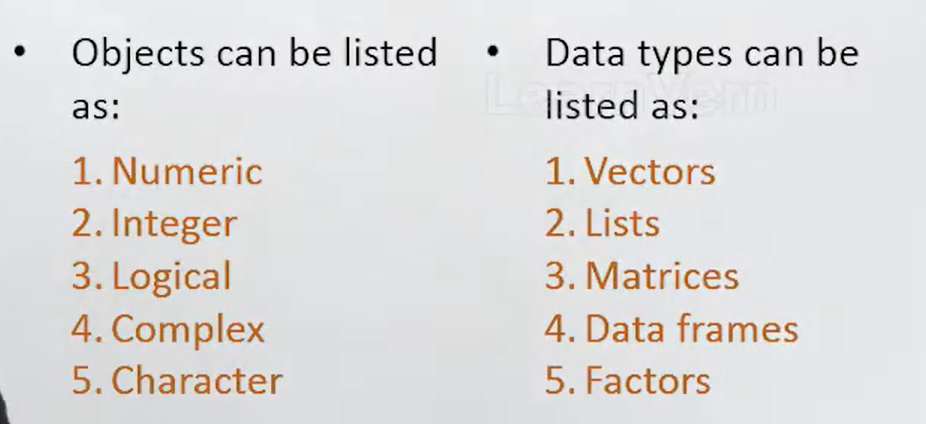 • Objects can be listed
as:
1. Numeric
2. Integer
3. Logical
4. Complex
5. Character
• Data types can be
listed as:
1. Vectors
2. Lists
3. Matrices
4. Data frames
5. Factors
LearnVern